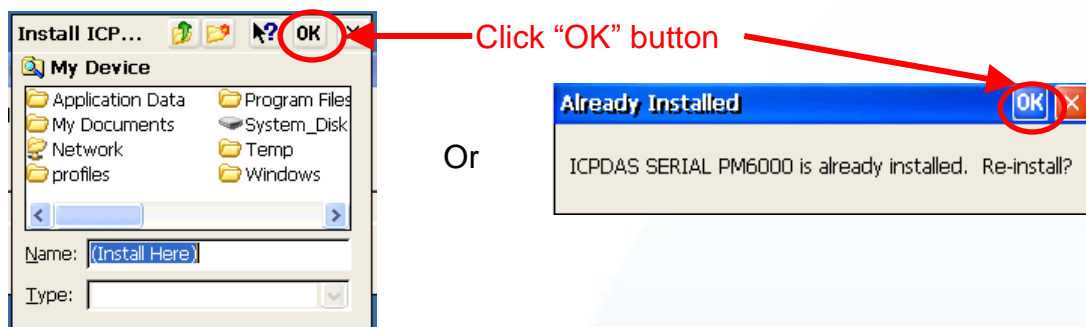 Install ICP... OK
Click “OK” button
My Device
Application Data Program Files
My Documents System_Disk
Network Temp
profiles Windows
Name: (Install Here)
Type:
Or
Already Installed OK
ICPDAS SERIAL PM6000 is already installed. Re-install?